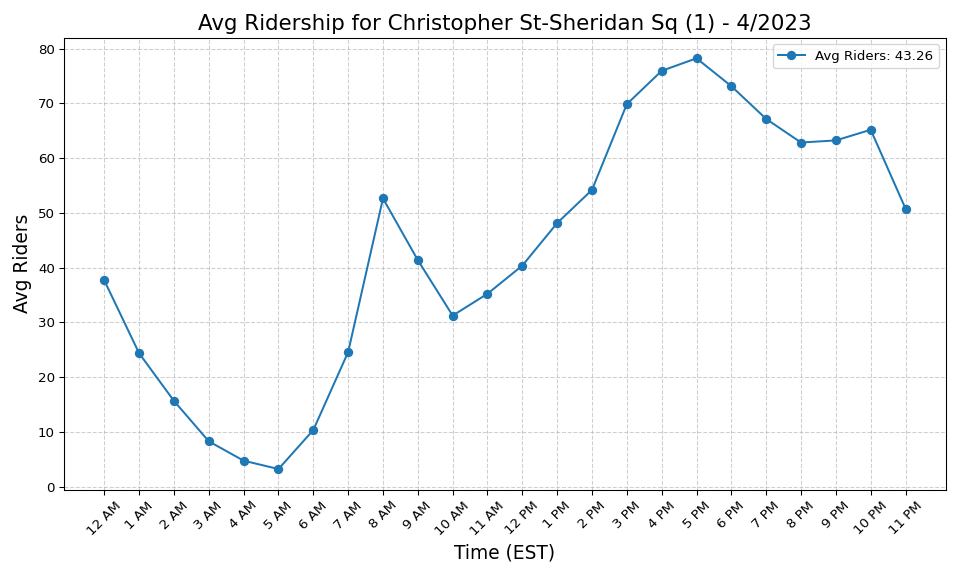 Avg Ridership for Christopher St-Sheridan Sq (1) - 4/2023
Avg Riders: 43.26
80
70
60
50
40
30
20
10
0
Avg Riders
12 AM
1 AM
2 AM
3 AM
4 AM
5 AM
6 AM
7 AM
8 AM
9 AM
10 AM
11 AM
12 PM
1 PM
2 PM
3 PM
4 PM
5 PM
6 PM
7 PM
8 PM
9 PM
10 PM
11 PM
Time (EST)